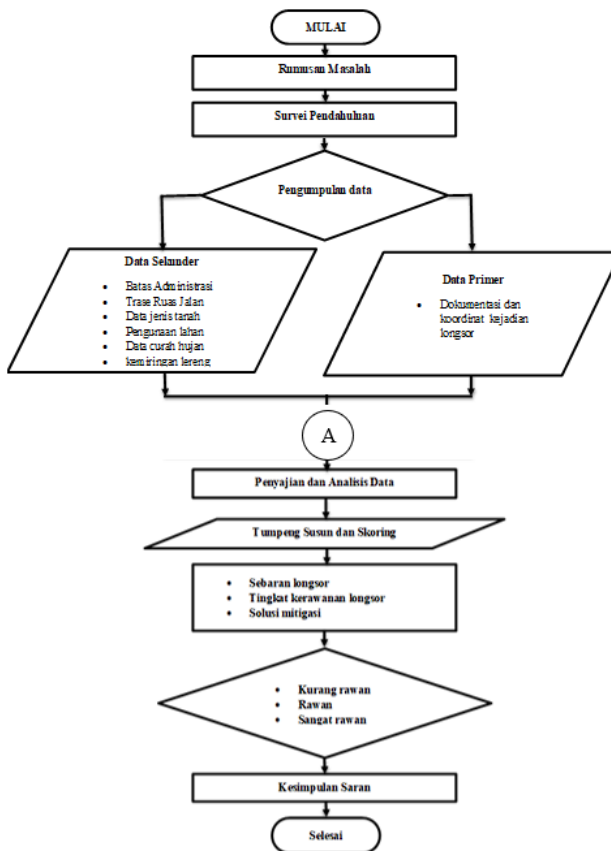 MULAI
Rumusan Masalah
Survei Pendahuluan
Pengumpulan data
Data Sekunder
• Batas Administrasi
• Trase Ruas Jalan
• Data jenis tanah
• Pengunaan lahan
• Data curah hujan
• kemiringan lereng
Data Primer
• Dokumentasi dan
koordinat kejadian
longsor
A
Penyajian dan Analisis Data
Tumpeng Susun dan Skoring
• Sebaran longsor
• Tingkat kerawanan longsor
• Solusi mitigasi
• Kurang rawan
• Rawan
• Sangat rawan
Kesimpulan Saran
Selesai